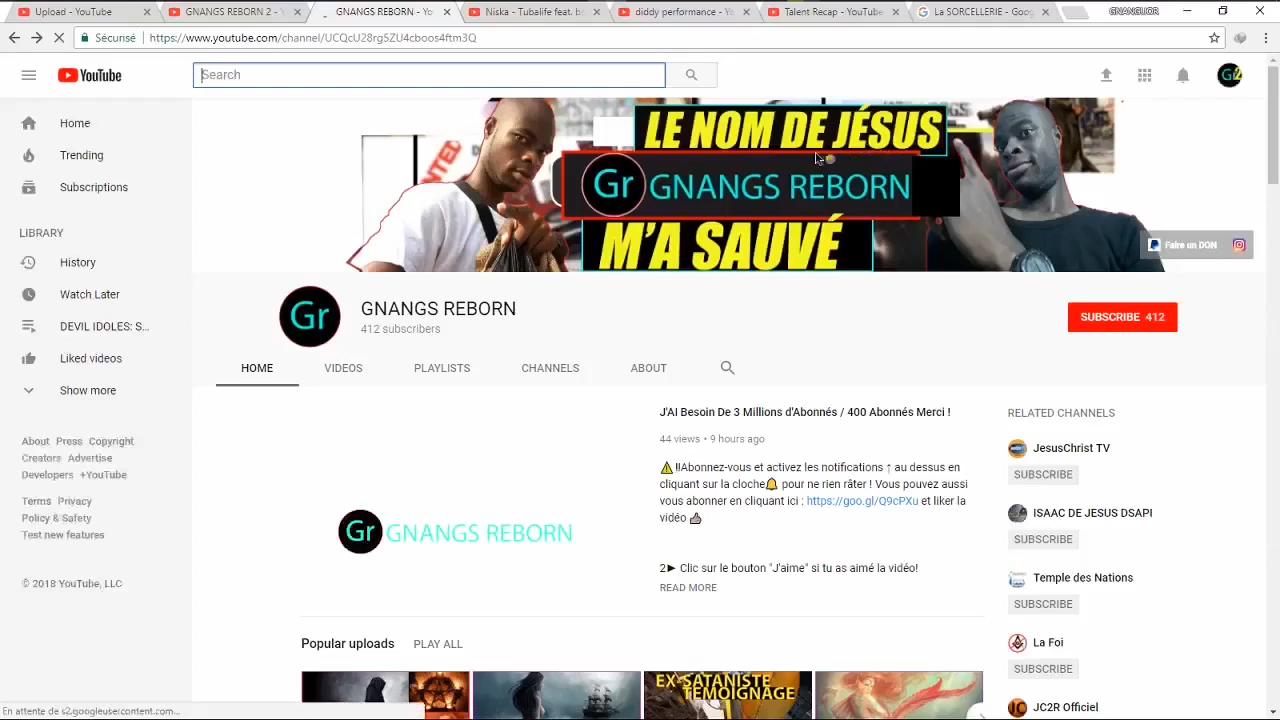 Upload - YouTube
GNANGS REBORN 2 - Y
GNANGS REBORN - Yo
Niska - Tubalife feat. bo
diddy performance - Yo
Talent Recap - YouTube
La SORCELLERIE - Goog
GNANGUOR
Sécurisé | https://www.youtube.com/channel/UCQcU28rgSZU4cboos4ftm3Q
YouTube
Search
Gr2
Home
Trending
Subscriptions
LIBRARY
History
Watch Later
DEVIL IDOLES: S...
Liked videos
Show more
About Press Copyright
Creators Advertise
Developers +YouTube
Terms Privacy
Policy & Safety
Test new features
© 2018 YouTube, LLC
LE NOM DE JÉSUS
Gr GNANGS REBORN
M'A SAUVÉ
Faire un DON
Gr
GNANGS REBORN
412 subscribers
SUBSCRIBE 412
HOME VIDEOS PLAYLISTS CHANNELS ABOUT
Gr GNANGS REBORN
J'AI Besoin De 3 Millions d'Abonnés / 400 Abonnés Merci !
44 views • 9 hours ago
⚠!!Abonnez-vous et activez les notifications ↑ au dessus en
cliquant sur la cloche🔔 pour ne rien râter ! Vous pouvez aussi
vous abonner en cliquant ici : https://goo.gl/Q9cPXu et liker la
vidéo 👍
2► Clic sur le bouton "J'aime" si tu as aimé la vidéo!
READ MORE
RELATED CHANNELS
JesusChrist TV
SUBSCRIBE
ISAAC DE JESUS DSAPI
SUBSCRIBE
Temple des Nations
SUBSCRIBE
La Foi
SUBSCRIBE
JC JC2R Officiel
Popular uploads PLAY ALL
EX-SATANISTE
TEMOIGNAGE
En attente de s2.googleusercontent.com...